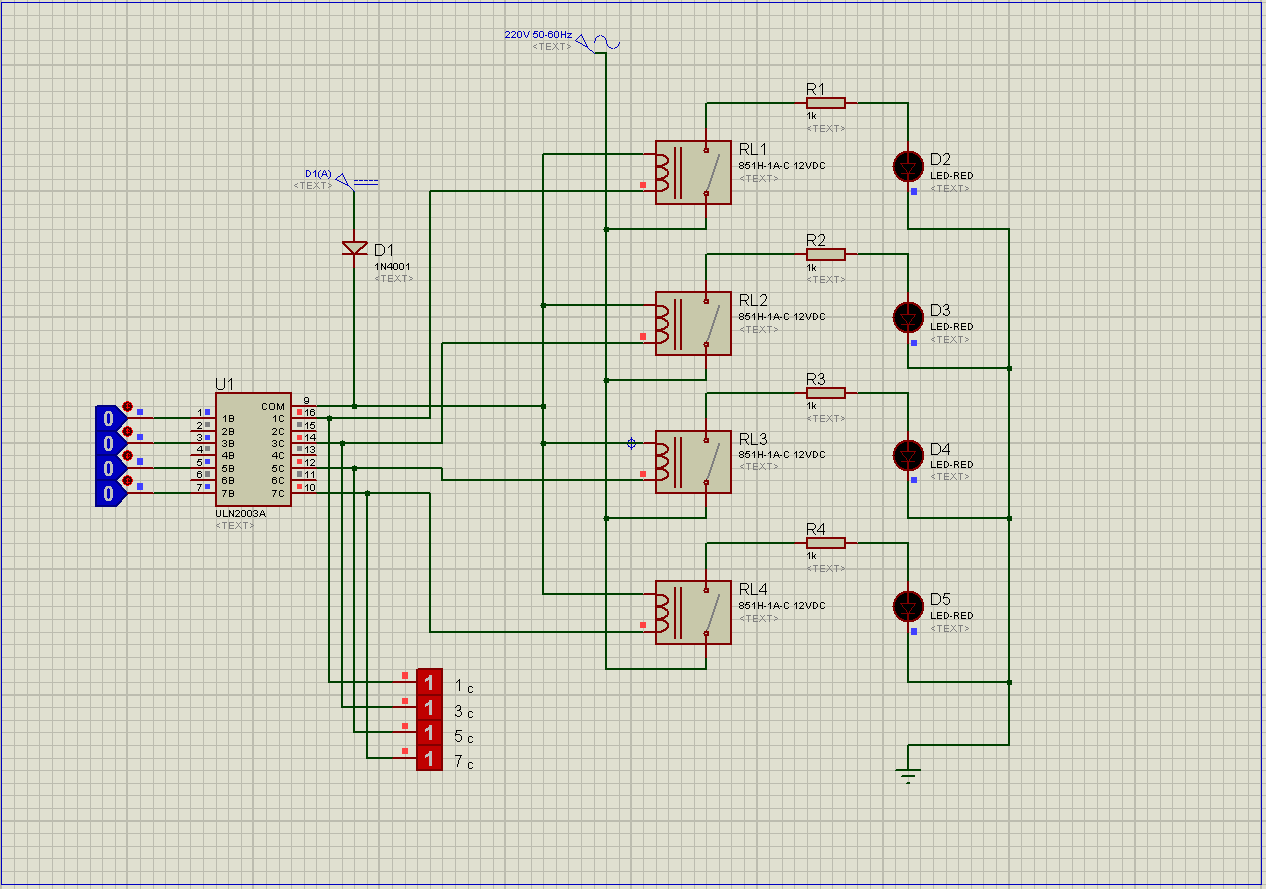 220V 50-60Hz
<TEXT>
R1
1k
<TEXT>
RL1
851H-1A-C 12VDC
<TEXT>
D2
LED-RED
<TEXT>
D1(A)
<TEXT>
D1
1N4001
<TEXT>
R2
1k
<TEXT>
RL2
851H-1A-C 12VDC
<TEXT>
D3
LED-RED
<TEXT>
R3
1k
<TEXT>
RL3
851H-1A-C 12VDC
<TEXT>
D4
LED-RED
<TEXT>
U1
COM 9
0 1 1B 1C 16
2 2B 2C 15
0 3 3B 3C 14
4 4B 4C 13
0 5 5B 5C 12
6 6B 6C 11
0 7 7B 7C 10
ULN2003A
<TEXT>
R4
1k
<TEXT>
RL4
851H-1A-C 12VDC
<TEXT>
D5
LED-RED
<TEXT>
1 1 c
1 3 c
1 5 c
1 7 c